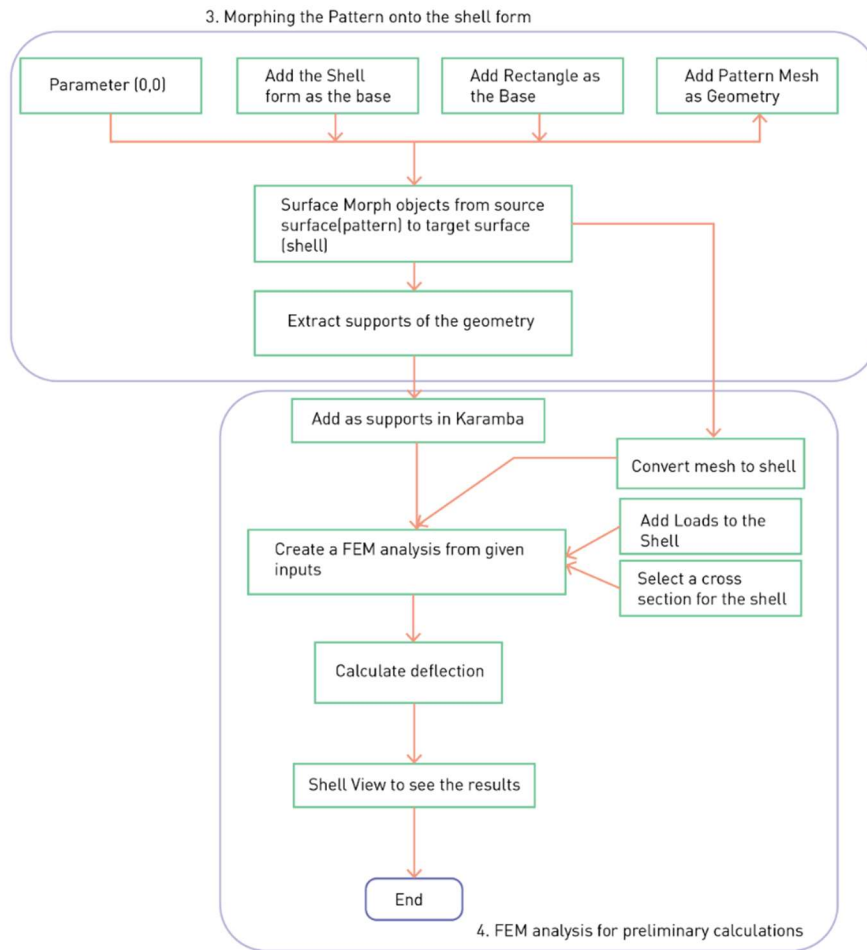 3. Morphing the Pattern onto the shell form
Parameter (0,0)
Add the Shell
form as the base
Add Rectangle as
the Base
Add Pattern Mesh
as Geometry
Surface Morph objects from source
surface(pattern) to target surface
(shell)
Extract supports of the geometry
Add as supports in Karamba
Convert mesh to shell
Add Loads to the
Shell
Create a FEM analysis from given
inputs
Select a cross
section for the shell
Calculate deflection
Shell View to see the results
End
4. FEM analysis for preliminary calculations